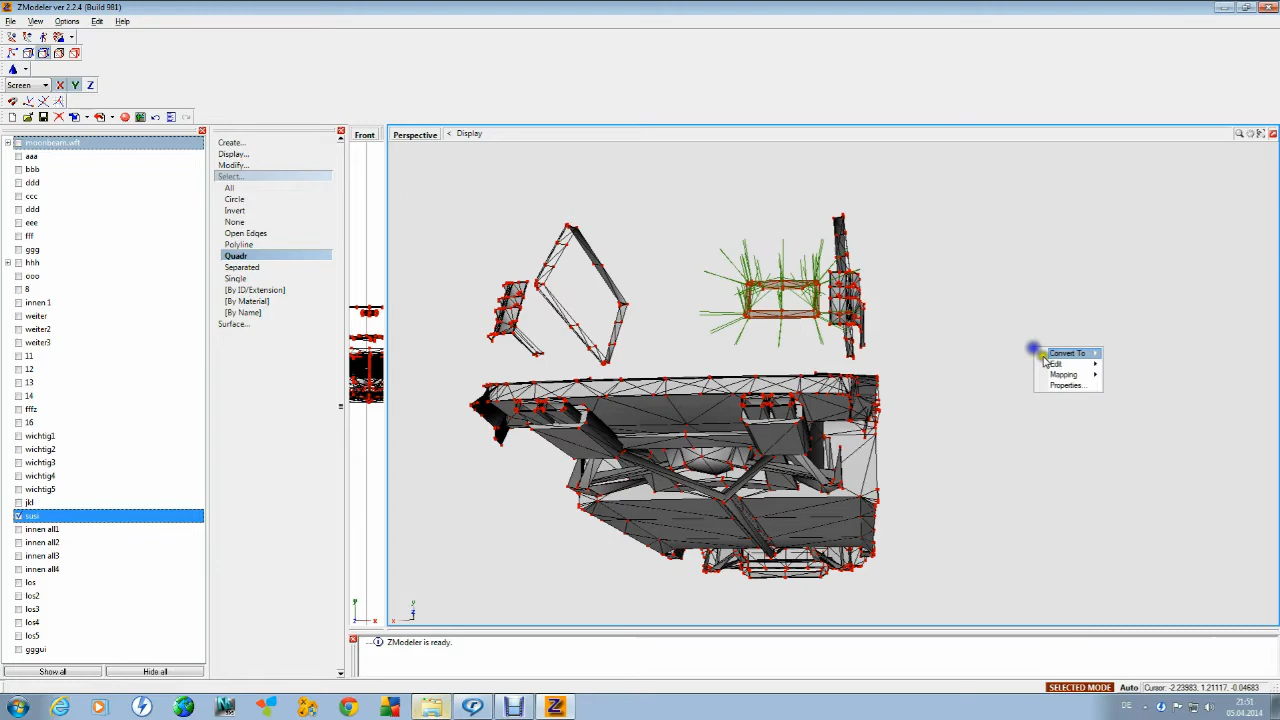 ZModeler ver 2.2.4 (Build 981)
File View Options Edit Help
Screen X Y Z
moonbeam.wft
aaa
bbb
ddd
ccc
ddd
eee
fff
ggg
hhh
ooo
8
innen 1
weiter
weiter2
weiter3
11
12
13
14
fffz
16
wichtig1
wichtig2
wichtig3
wichtig4
wichtig5
jkl
susi
innen all1
innen all2
innen all3
innen all4
los
los2
los3
los4
los5
gggui
Show all Hide all
Create...
Display...
Modify...
Select...
All
Circle
Invert
None
Open Edges
Polyline
Quadr
Separated
Single
[By ID/Extension]
[By Material]
[By Name]
Surface...
Front
Perspective < Display
Convert To
Edit
Mapping
Properties...
y
z
x
y
z
x
ZModeler is ready.
SELECTED MODE Auto Cursor: -2.23983, 1.21117, -0.04683
DE
21:51
05.04.2014